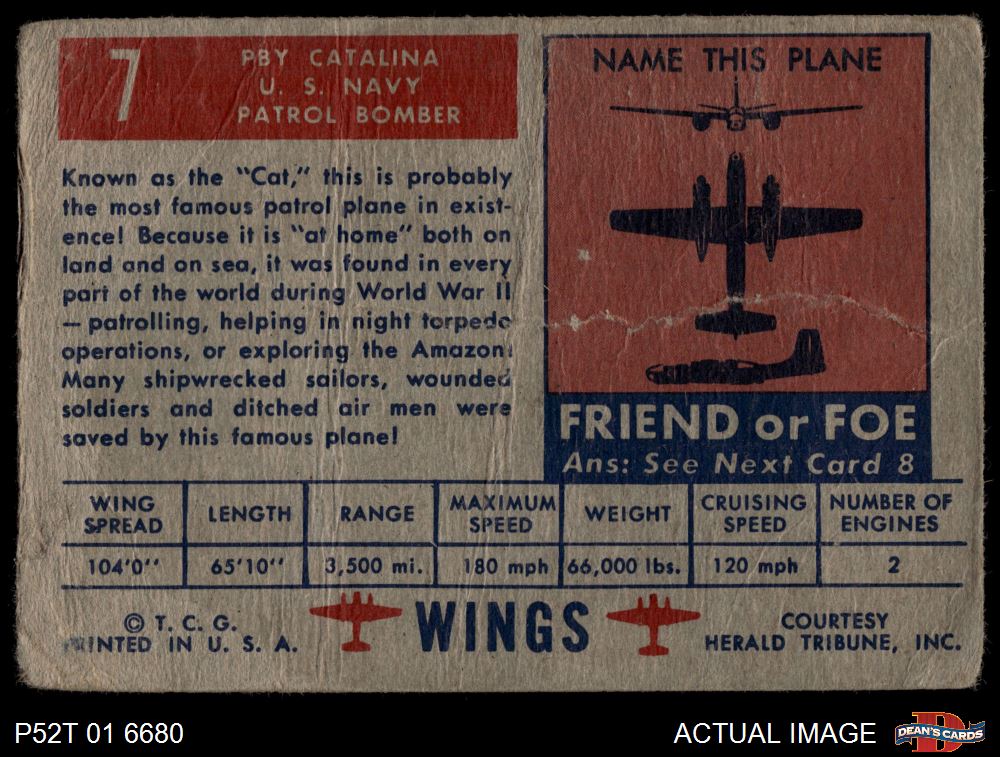 7
PBY CATALINA
U. S. NAVY
PATROL BOMBER
Known as the "Cat," this is probably
the most famous patrol plane in exist-
ence! Because it is "at home" both on
land and on sea, it was found in every
part of the world during World War II
— patrolling, helping in night torpedo
operations, or exploring the Amazon.
Many shipwrecked sailors, wounded
soldiers and ditched air men were
saved by this famous plane!
NAME THIS PLANE
FRIEND or FOE
Ans: See Next Card 8
WING SPREAD LENGTH RANGE MAXIMUM SPEED WEIGHT CRUISING SPEED NUMBER OF ENGINES
104'0" 65'10" 3,500 mi. 180 mph 66,000 lbs. 120 mph 2
© T. C. G.
PRINTED IN U. S. A.
WINGS
COURTESY
HERALD TRIBUNE, INC.
P52T 01 6680
ACTUAL IMAGE
D
DEAN'S CARDS